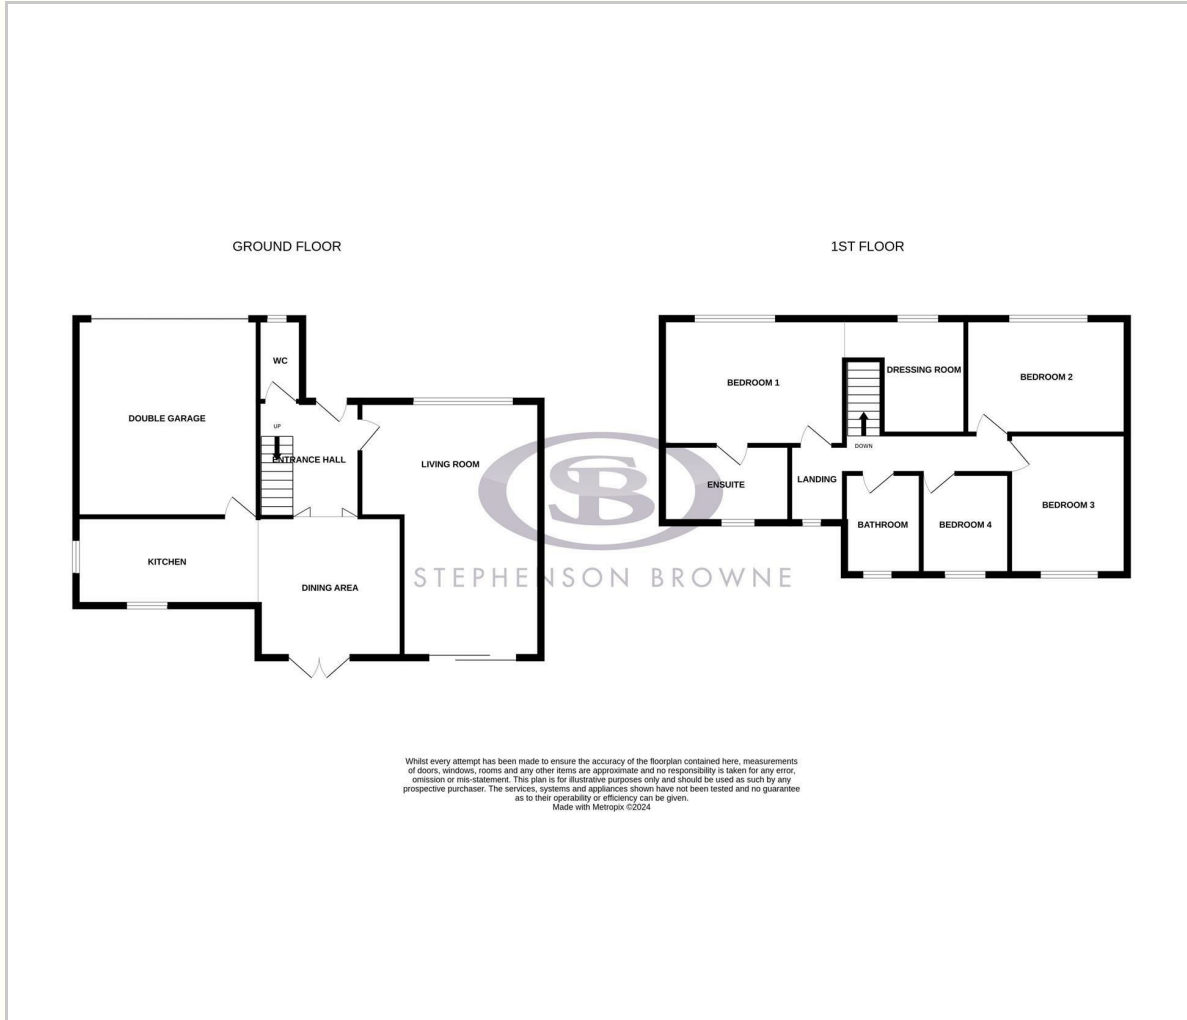 GROUND FLOOR
1ST FLOOR
WC
DOUBLE GARAGE
UP
ENTRANCE HALL
LIVING ROOM
KITCHEN
DINING AREA
BEDROOM 1
DRESSING ROOM
BEDROOM 2
DOWN
ENSUITE
LANDING
BATHROOM
BEDROOM 4
BEDROOM 3
SB
STEPHENSON BROWNE
Whilst every attempt has been made to ensure the accuracy of the floorplan contained here, measurements
of doors, windows, rooms and any other items are approximate and no responsibility is taken for any error,
omission or mis-statement. This plan is for illustrative purposes only and should be used as such by any
prospective purchaser. The services, systems and appliances shown have not been tested and no guarantee
as to their operability or efficiency can be given.
Made with Metropix ©2024